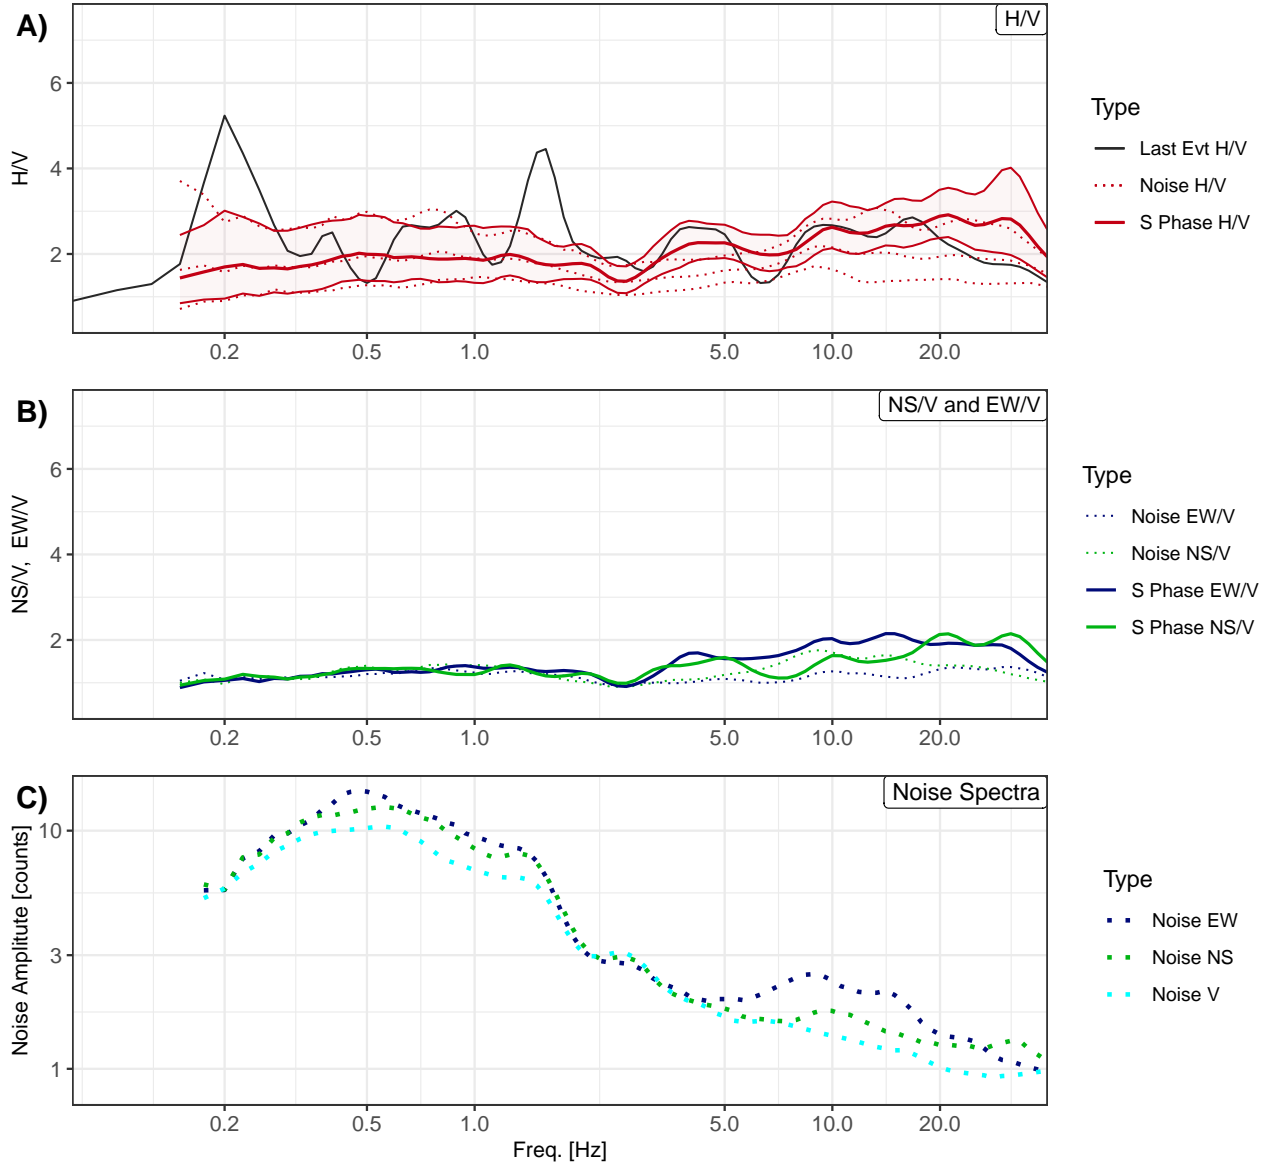 A)
H/V
H/V
6
4
2
0.2 0.5 1.0 5.0 10.0 20.0
Type
Last Evt H/V
Noise H/V
S Phase H/V
B)
NS/V and EW/V
NS/V, EW/V
6
4
2
0.2 0.5 1.0 5.0 10.0 20.0
Type
Noise EW/V
Noise NS/V
S Phase EW/V
S Phase NS/V
C)
Noise Spectra
Noise Amplitute [counts]
10
3
1
0.2 0.5 1.0 5.0 10.0 20.0
Freq. [Hz]
Type
Noise EW
Noise NS
Noise V